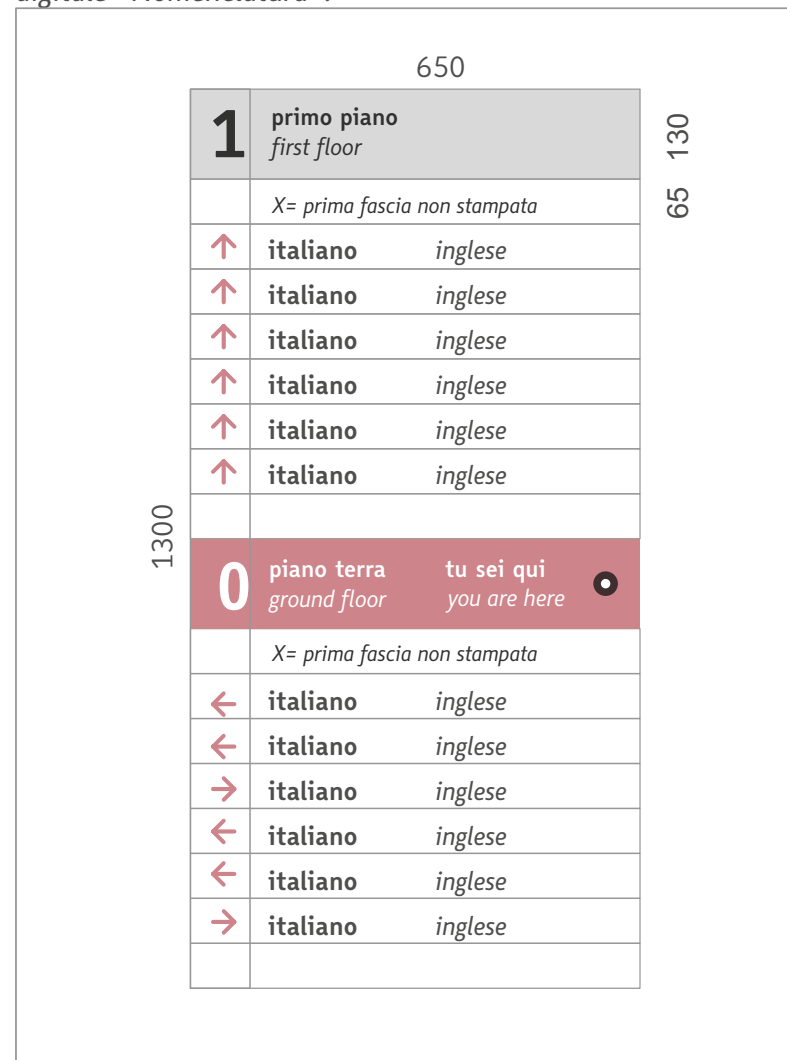 digitale "Nomenclatura".
650
1 primo piano
first floor
130
X= prima fascia non stampata
65
↑ italiano inglese
↑ italiano inglese
↑ italiano inglese
↑ italiano inglese
↑ italiano inglese
↑ italiano inglese
1300
0 piano terra tu sei qui
ground floor you are here
X= prima fascia non stampata
← italiano inglese
← italiano inglese
→ italiano inglese
← italiano inglese
← italiano inglese
→ italiano inglese